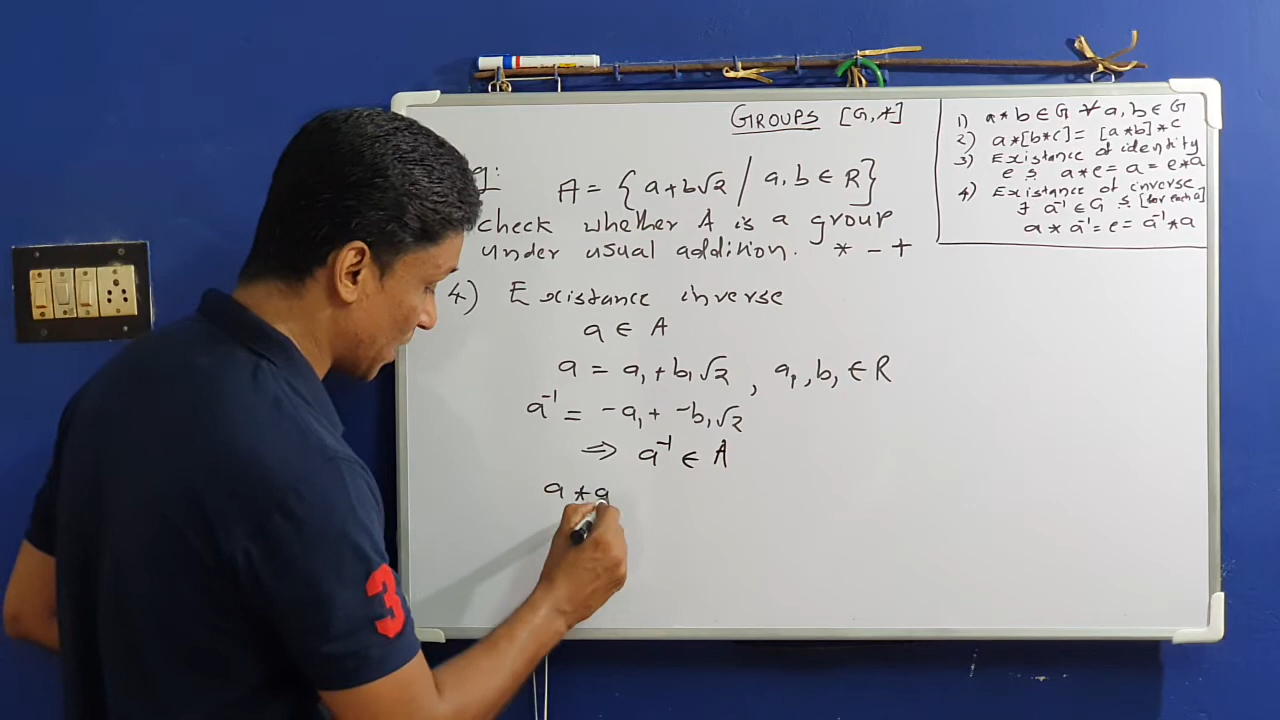 GROUPS [G,*]
A = { a+b√2 / a, b ∈ R}
check whether A is a group
under usual addition. * - +
4) Existance inverse
a ∈ A
a = a₁ + b₁√2 , a₁, b₁ ∈ R
a⁻¹ = -a₁ + -b₁√2
⇒ a⁻¹ ∈ A
a * a
1) a * b ∈ G ∀ a, b ∈ G
2) a*[b*c] = [a*b]*c
3) Existance of identity
e s a*e = a = e*a
4) Existance of inverse
∃ a⁻¹ ∈ G s [for each a]
a * a⁻¹ = e = a⁻¹ * a
3